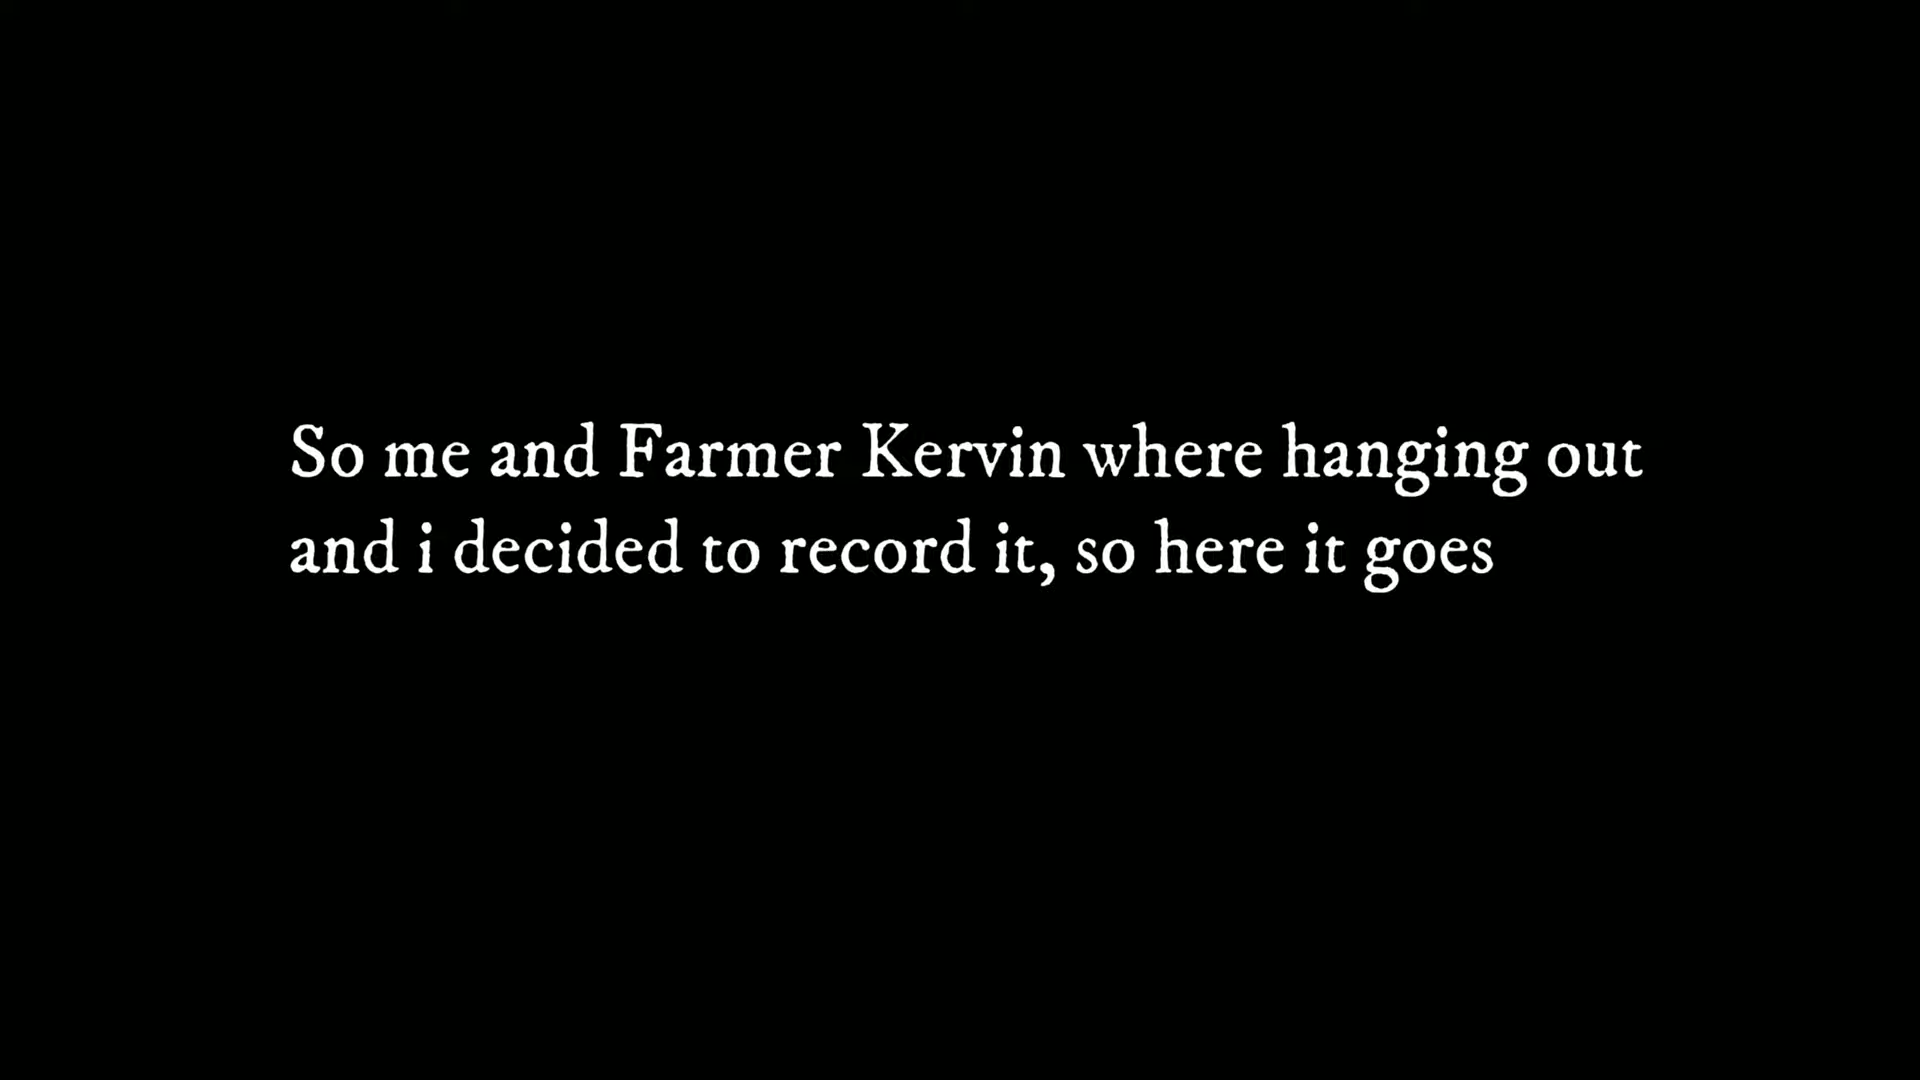 So me and Farmer Kervin where hanging out
and i decided to record it, so here it goes